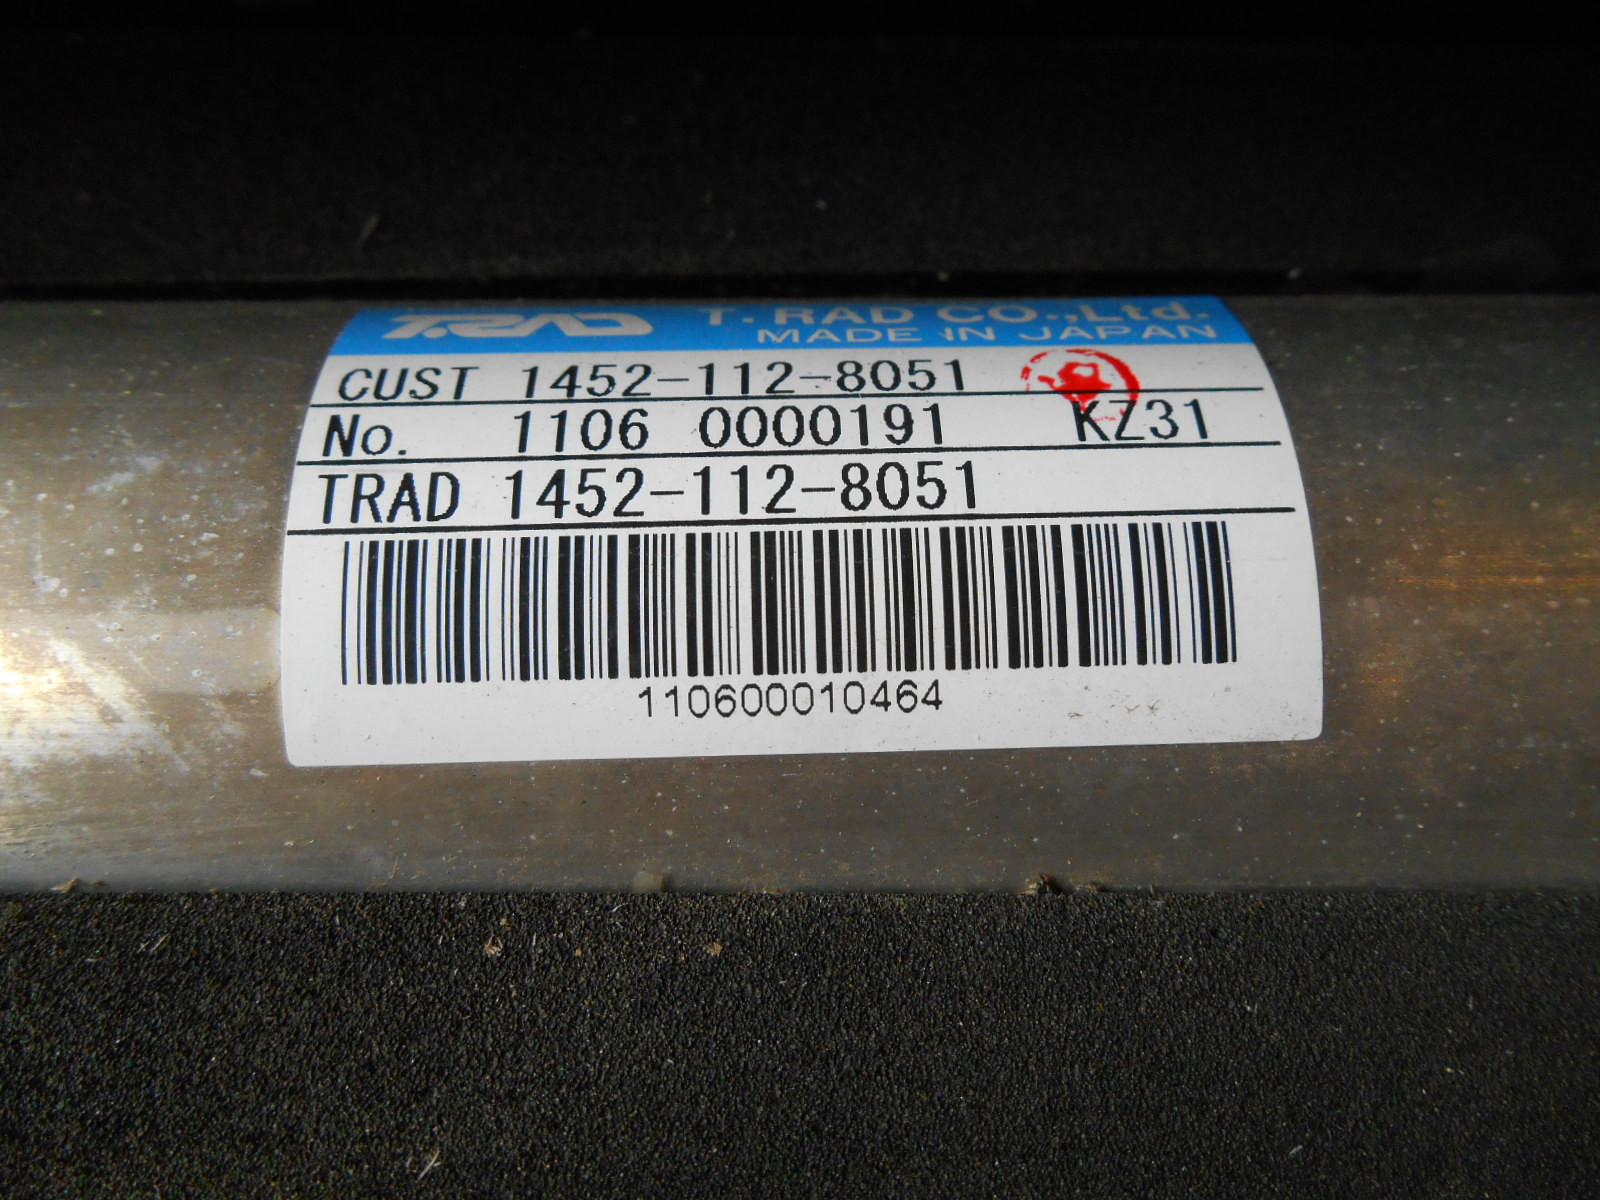 T.RAD T. RAD CO.,Ltd.
MADE IN JAPAN
CUST 1452-112-8051
No. 1106 0000191 KZ31
TRAD 1452-112-8051
110600010464